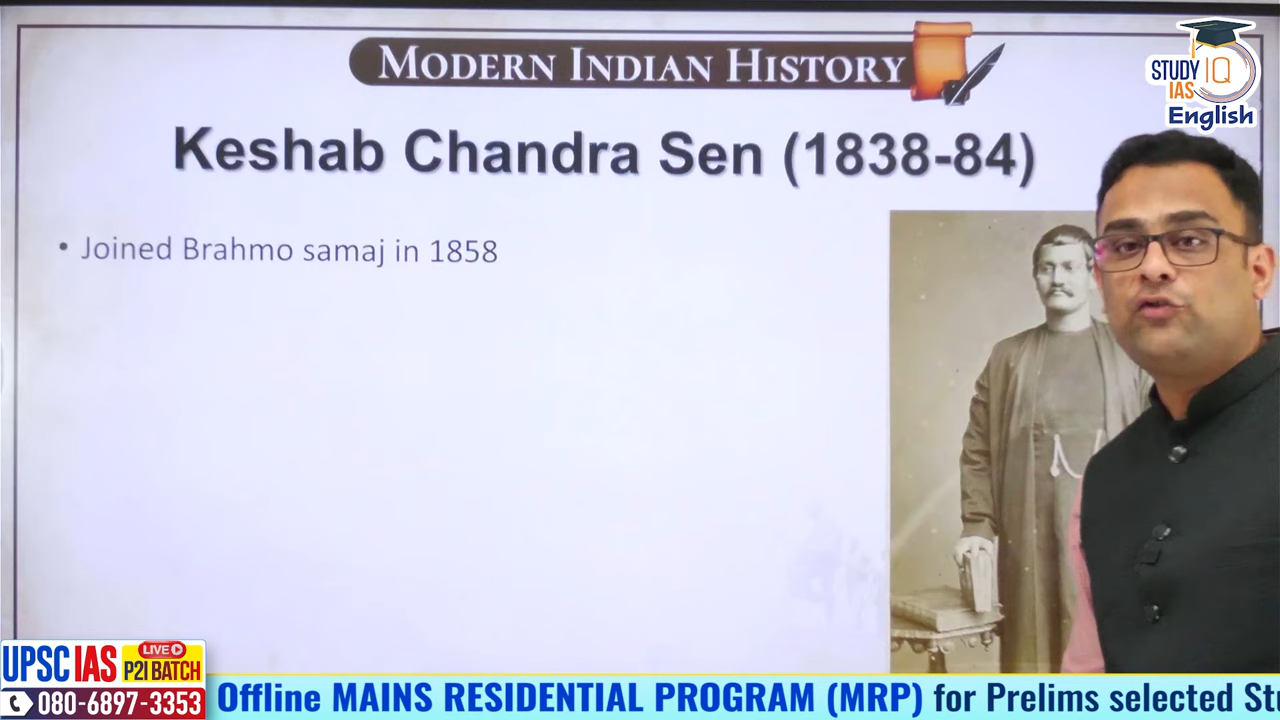 MODERN INDIAN HISTORY
STUDY IQ
IAS
English
Keshab Chandra Sen (1838-84)
• Joined Brahmo samaj in 1858
LIVE
UPSC IAS P2I BATCH
080-6897-3353
Offline MAINS RESIDENTIAL PROGRAM (MRP) for Prelims selected St